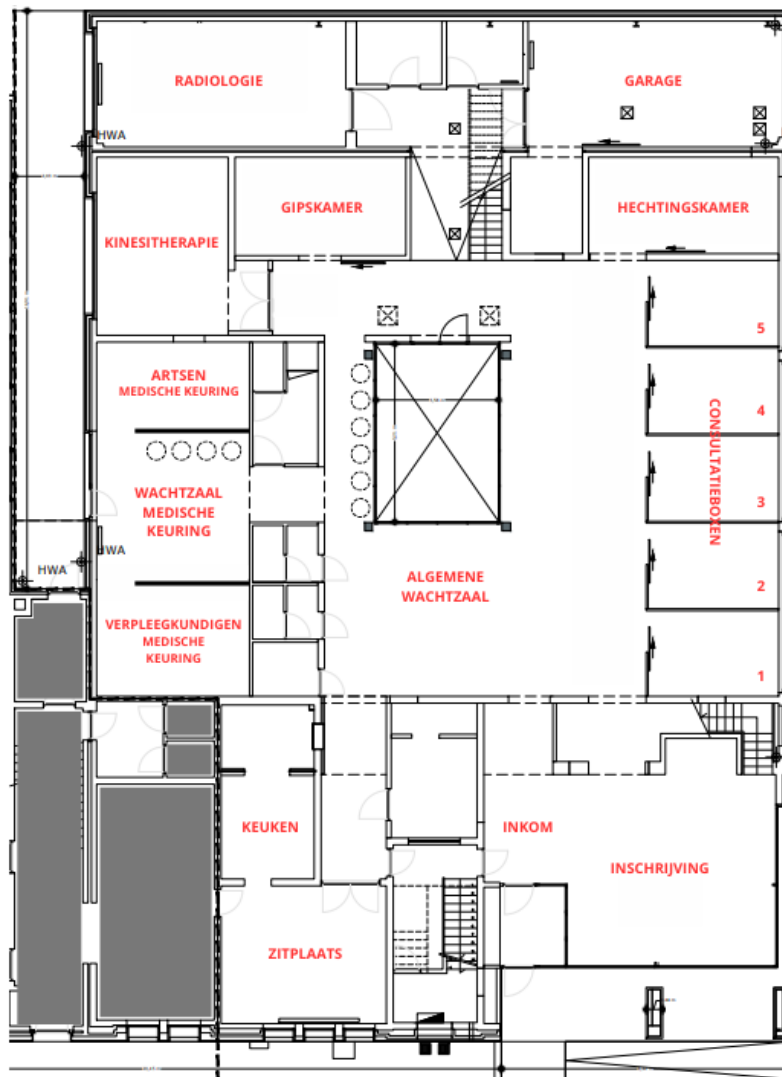 RADIOLOGIE
GARAGE
HWA
GIPSKAMER
HECHTINGSKAMER
KINESITHERAPIE
5
ARTSEN
MEDISCHE KEURING
4
CONSULTATIEBOXEN
WACHTZAAL
MEDISCHE
KEURING
3
HWA
HWA
ALGEMENE
WACHTZAAL
2
VERPLEEGKUNDIGEN
MEDISCHE
KEURING
1
KEUKEN
INKOM
INSCHRIJVING
ZITPLAATS